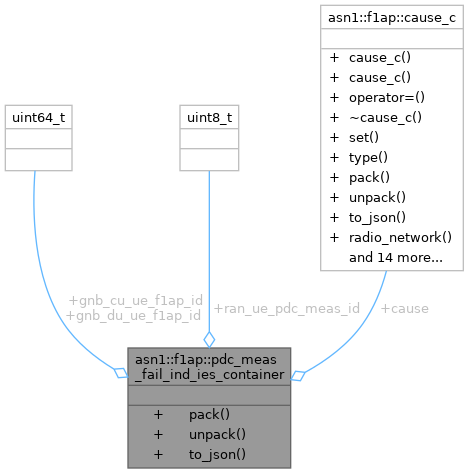 asn1::f1ap::cause_c
+ cause_c()
+ cause_c()
+ operator=()
+ ~cause_c()
+ set()
+ type()
+ pack()
+ unpack()
+ to_json()
+ radio_network()
and 14 more...
uint64_t
uint8_t
+gnb_cu_ue_f1ap_id
+gnb_du_ue_f1ap_id
+ran_ue_pdc_meas_id
+cause
asn1::f1ap::pdc_meas
_fail_ind_ies_container
+ pack()
+ unpack()
+ to_json()